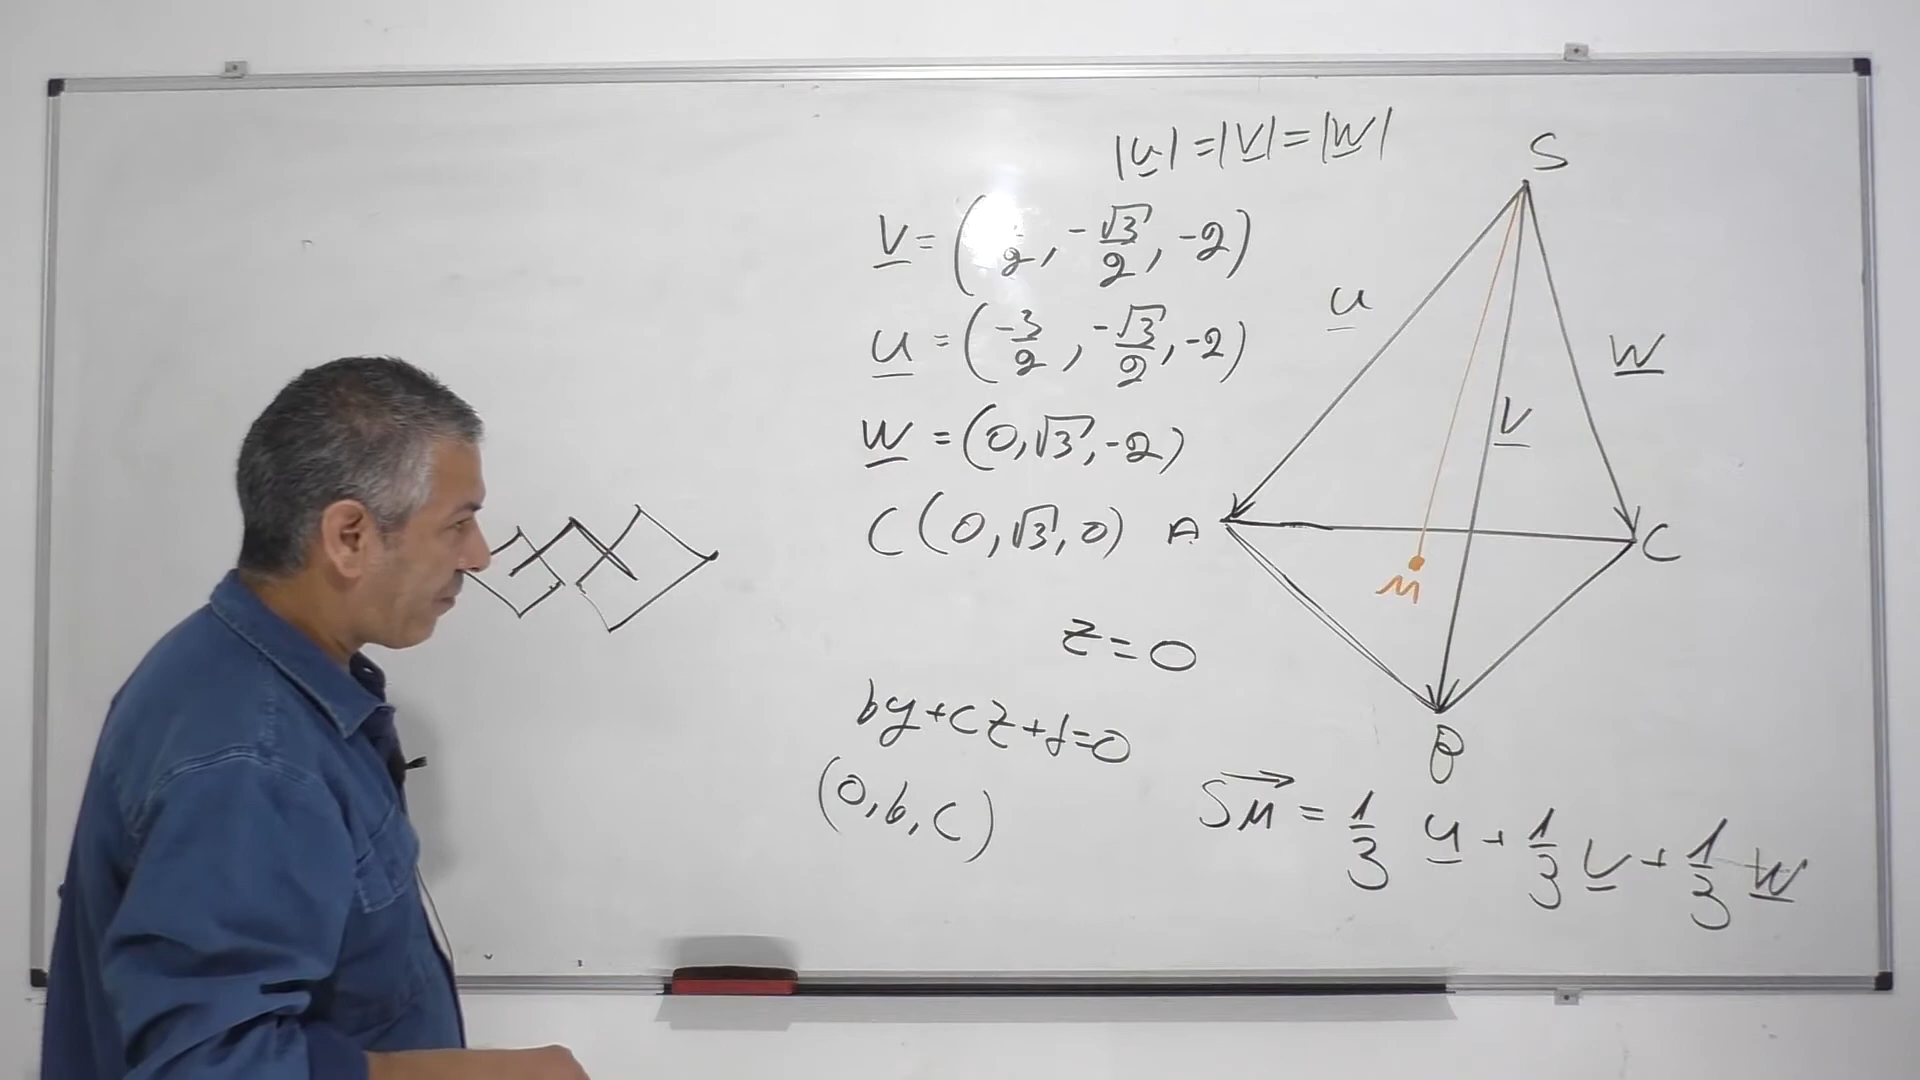 |u| = |v| = |w|
S
v = ( /2, -√3/2, -2)
u = (-3/2, -√3/2, -2)
u
w
w = (0, √3, -2)
v
C (0, √3, 0)
A
C
M
z = 0
by + cz + d = 0
B
(0, b, c)
SM = 1/3 u + 1/3 v + 1/3 w